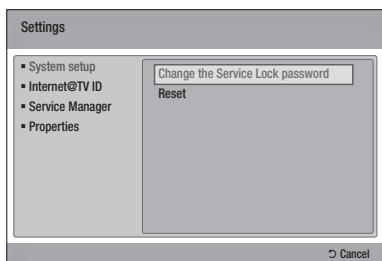 Settings
▪ System setup
▪ Internet@TV ID
▪ Service Manager
▪ Properties
Change the Service Lock password
Reset
⮌ Cancel